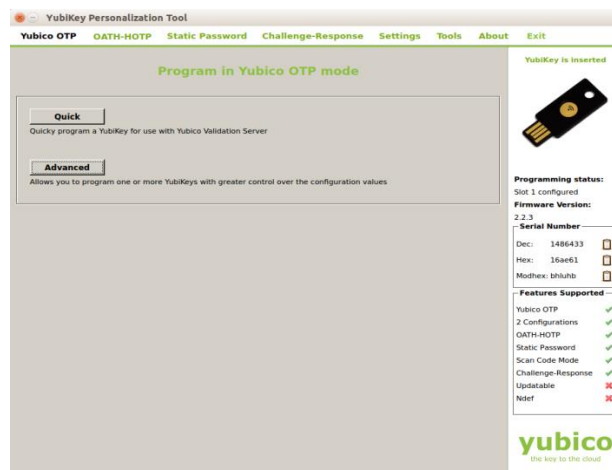 YubiKey Personalization Tool
Yubico OTP OATH-HOTP Static Password Challenge-Response Settings Tools About Exit
Program in Yubico OTP mode
Quick
Quicky program a YubiKey for use with Yubico Validation Server
Advanced
Allows you to program one or more YubiKeys with greater control over the configuration values
YubiKey is inserted
Programming status:
Slot 1 configured
Firmware Version:
2.2.3
Serial Number
Dec: 1486433
Hex: 16ae61
Modhex: bhluhb
Features Supported
Yubico OTP
2 Configurations
OATH-HOTP
Static Password
Scan Code Mode
Challenge-Response
Updatable
Ndef
yubico
the key to the cloud